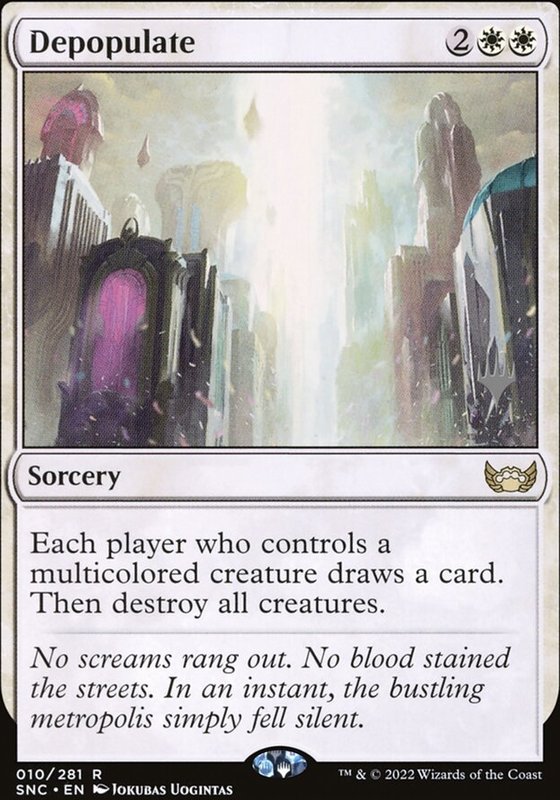 Depopulate
2
Sorcery
Each player who controls a
multicolored creature draws a card.
Then destroy all creatures.
No screams rang out. No blood stained
the streets. In an instant, the bustling
metropolis simply fell silent.
010/281 R
SNC • EN Jokubas Uogintas
™ & © 2022 Wizards of the Coast